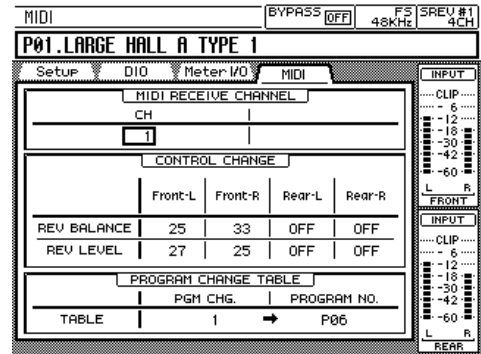 MIDI
BYPASS OFF
FS 48KHz
SREV #1 4CH
P01.LARGE HALL A TYPE 1
Setup DIO Meter I/O MIDI
MIDI RECEIVE CHANNEL
CH
1
CONTROL CHANGE
Front-L Front-R Rear-L Rear-R
REV BALANCE 25 33 OFF OFF
REV LEVEL 27 25 OFF OFF
PROGRAM CHANGE TABLE
PGM CHG. PROGRAM NO.
TABLE 1 ➡ P06
INPUT
CLIP
- 6
-12
-18
-30
-42
-60
L R
FRONT
INPUT
CLIP
- 6
-12
-18
-30
-42
-60
L R
REAR